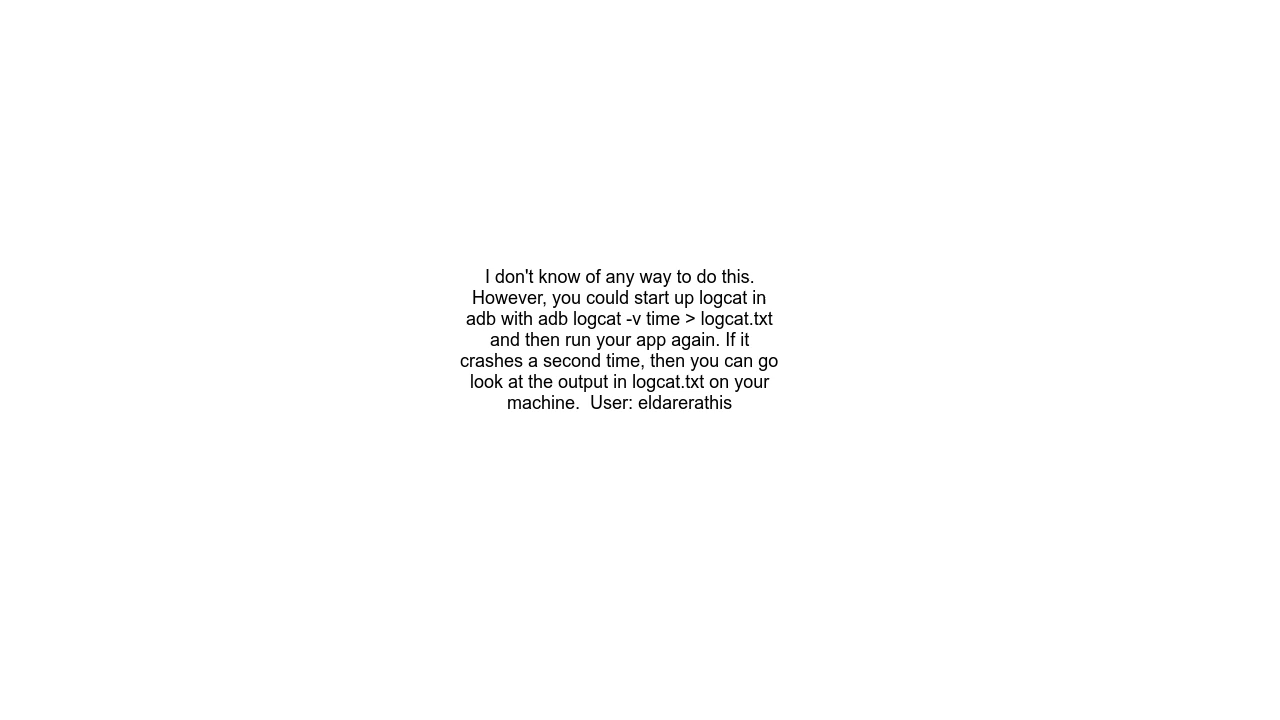 I don't know of any way to do this.
However, you could start up logcat in
adb with adb logcat -v time > logcat.txt
and then run your app again. If it
crashes a second time, then you can go
look at the output in logcat.txt on your
machine.  User: eldarerathis